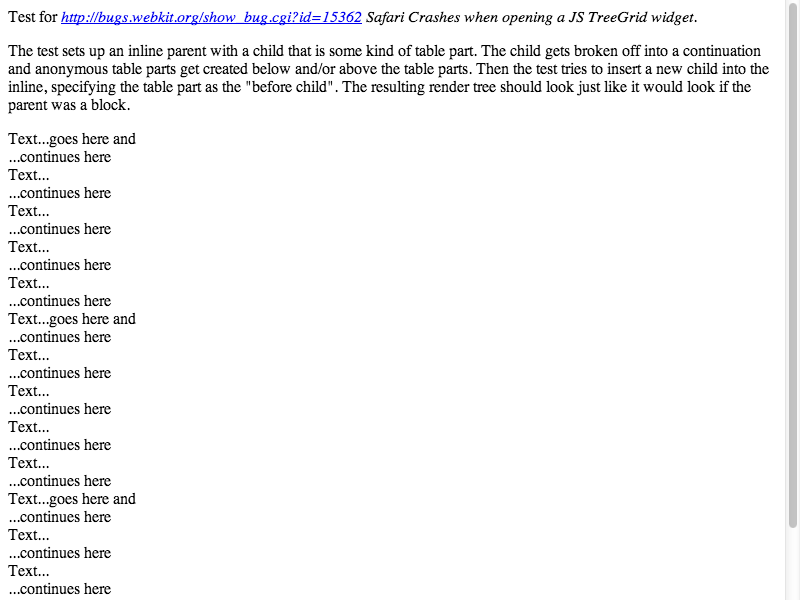 Test for http://bugs.webkit.org/show_bug.cgi?id=15362 Safari Crashes when opening a JS TreeGrid widget.
The test sets up an inline parent with a child that is some kind of table part. The child gets broken off into a continuation
and anonymous table parts get created below and/or above the table parts. Then the test tries to insert a new child into the
inline, specifying the table part as the "before child". The resulting render tree should look just like it would look if the
parent was a block.
Text...goes here and
...continues here
Text...
...continues here
Text...
...continues here
Text...
...continues here
Text...
...continues here
Text...goes here and
...continues here
Text...
...continues here
Text...
...continues here
Text...
...continues here
Text...
...continues here
Text...goes here and
...continues here
Text...
...continues here
Text...
...continues here